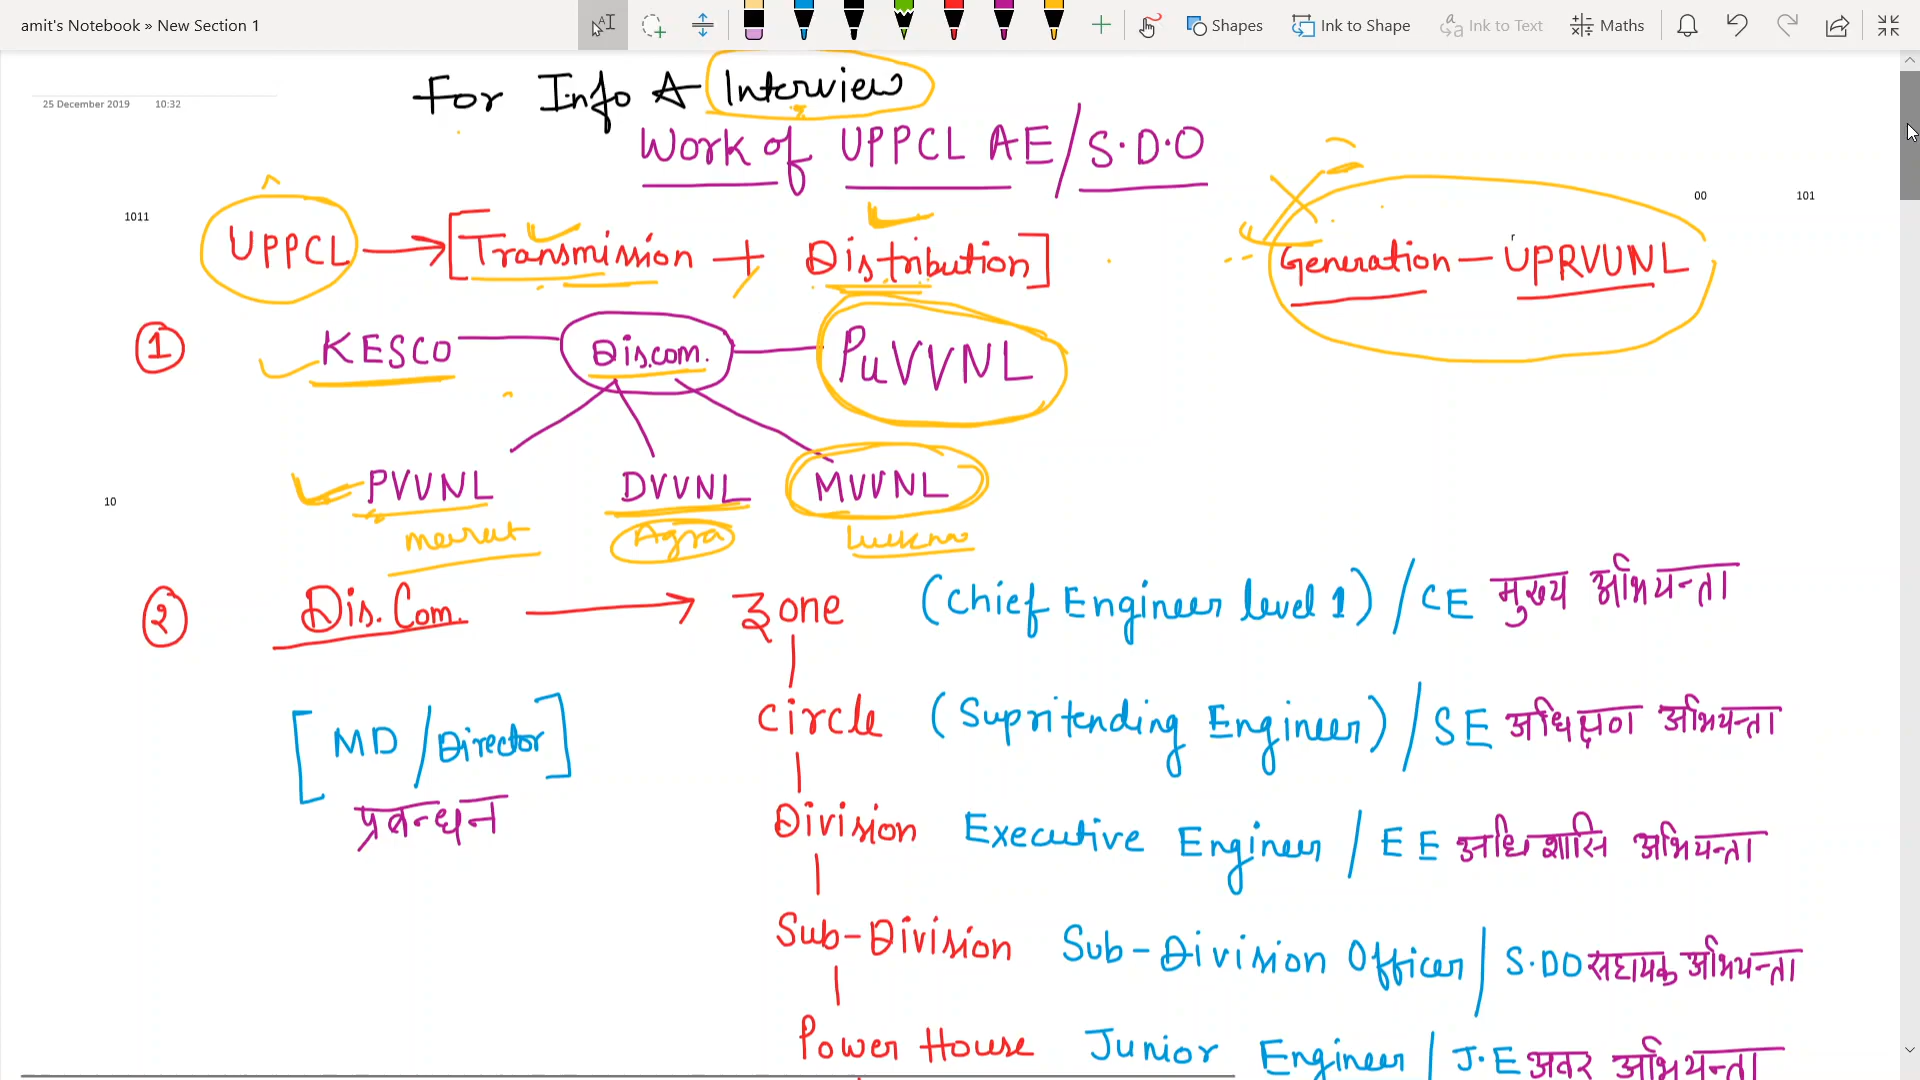 amit's Notebook » New Section 1
Shapes
Ink to Shape
Ink to Text
Maths
25 December 2019 10:32
For Info & Interview
Work of UPPCL AE/S.D.O
00 101
1011
UPPCL → [Transmission + Distribution]
Generation - UPRVUNL
1 KESCO Discom. PuVVNL
PVVNL DVVNL MVVNL
10
merut Agra
2 Dis.Com. → Zone (Chief Engineer level 1) / CE मुख्य अभियन्ता
Circle (Supritending Engineer) / SE अधिक्षण अभियन्ता
[MD/Director]
प्रबन्धन
Division Executive Engineer / EE अधिशासि अभियन्ता
Sub-Division Sub-Division Officer / S.DO सहायक अभियन्ता
Power House Junior Engineer / J.E अवर अभियन्ता